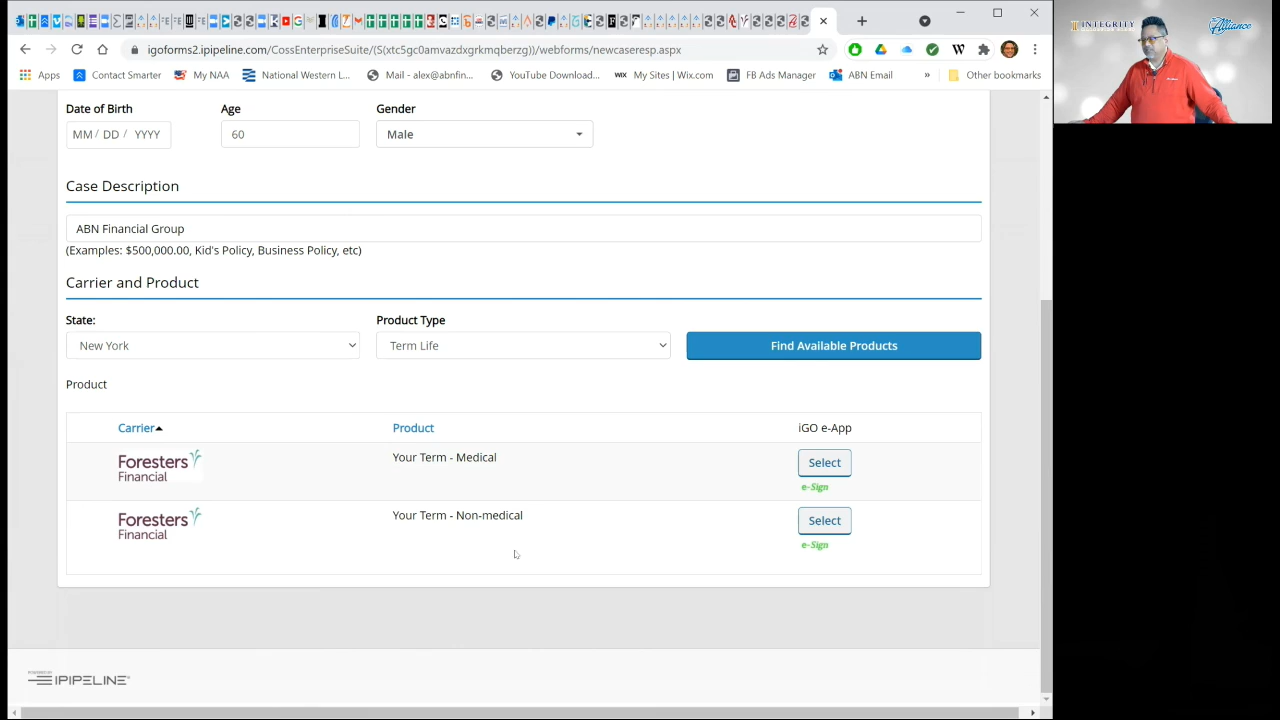 igoforms2.ipipeline.com/CossEnterpriseSuite/(S(xtc5gc0amvazdxgrkmqberzg))/webforms/newcaseresp.aspx
Apps
Contact Smarter
My NAA
National Western L...
Mail - alex@abnfin...
YouTube Download...
WIX My Sites | Wix.com
FB Ads Manager
ABN Email
»
Other bookmarks
INTEGRITY
Alliance
Date of Birth
Age
Gender
MM / DD / YYYY
60
Male
Case Description
ABN Financial Group
(Examples: $500,000.00, Kid's Policy, Business Policy, etc)
Carrier and Product
State:
Product Type
New York
Term Life
Find Available Products
Product
Carrier
Product
iGO e-App
Foresters Financial
Your Term - Medical
Select
e-Sign
Foresters Financial
Your Term - Non-medical
Select
e-Sign
IPIPELINE